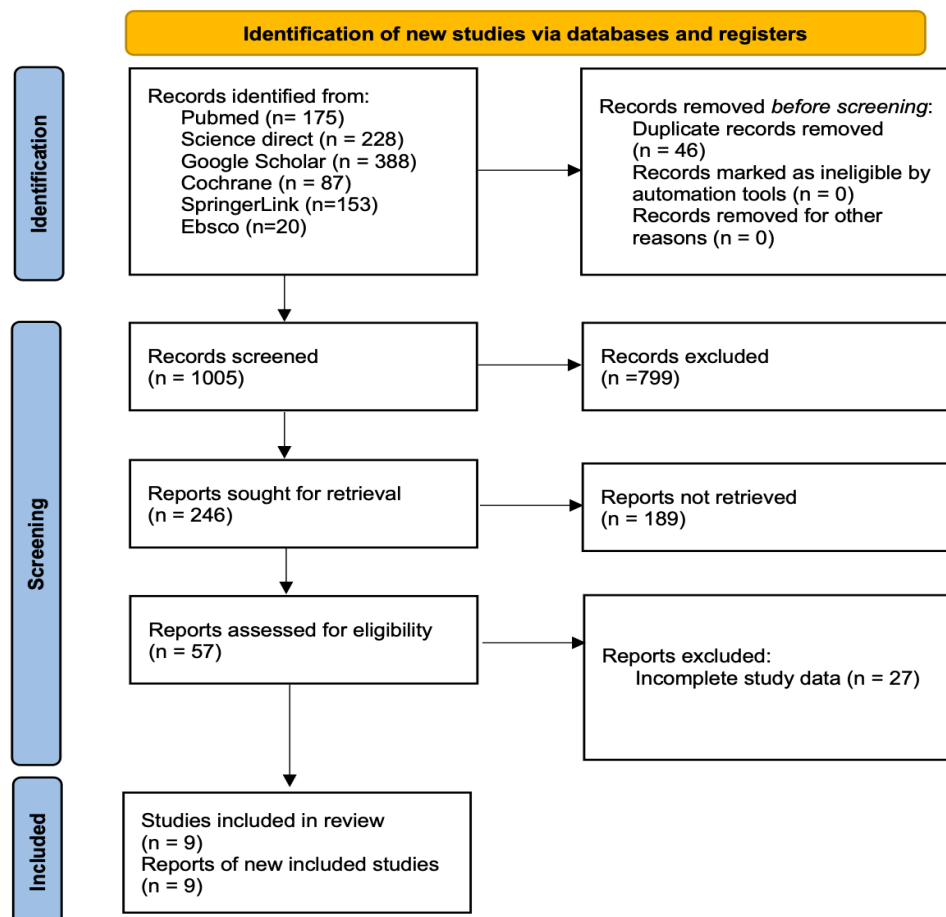 Identification of new studies via databases and registers
Identification
Records identified from:
Pubmed (n= 175)
Science direct (n = 228)
Google Scholar (n = 388)
Cochrane (n = 87)
SpringerLink (n=153)
Ebsco (n=20)
Records removed before screening:
Duplicate records removed
(n = 46)
Records marked as ineligible by
automation tools (n = 0)
Records removed for other
reasons (n = 0)
Screening
Records screened
(n = 1005)
Records excluded
(n =799)
Reports sought for retrieval
(n = 246)
Reports not retrieved
(n = 189)
Reports assessed for eligibility
(n = 57)
Reports excluded:
Incomplete study data (n = 27)
Included
Studies included in review
(n = 9)
Reports of new included studies
(n = 9)